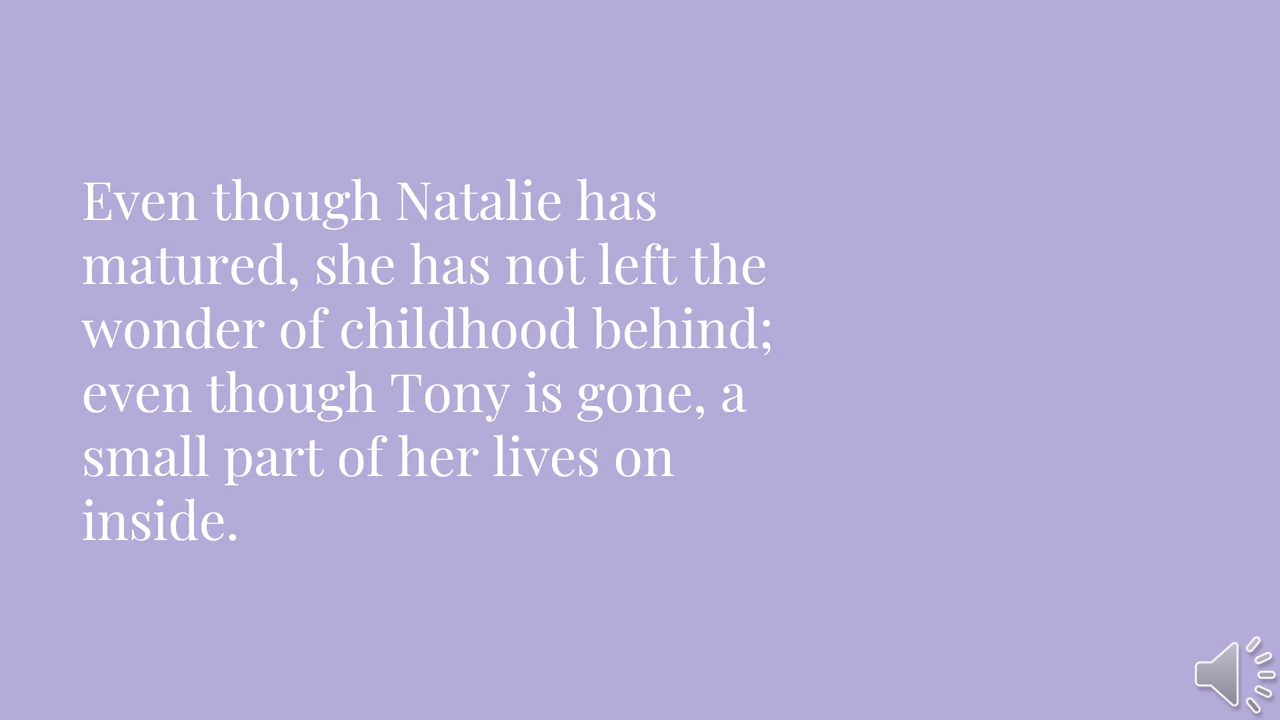 Even though Natalie has
matured, she has not left the
wonder of childhood behind;
even though Tony is gone, a
small part of her lives on
inside.